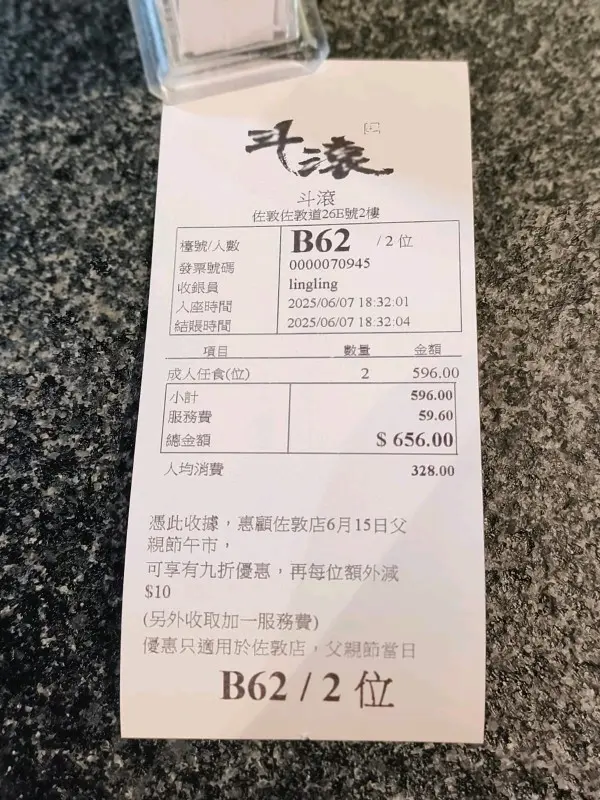 斗滾
斗滾
佐敦佐敦道26E號2樓
檯號/人數 B62 / 2 位
發票號碼 0000070945
收銀員 lingling
入座時間 2025/06/07 18:32:01
結賬時間 2025/06/07 18:32:04
項目 數量 金額
成人任食(位) 2 596.00
小計 596.00
服務費 59.60
總金額 $ 656.00
人均消費 328.00
憑此收據，惠顧佐敦店6月15日父
親節午市，
可享有九折優惠，再每位額外減
$10
(另外收取加一服務費)
優惠只適用於佐敦店，父親節當日
B62 / 2 位